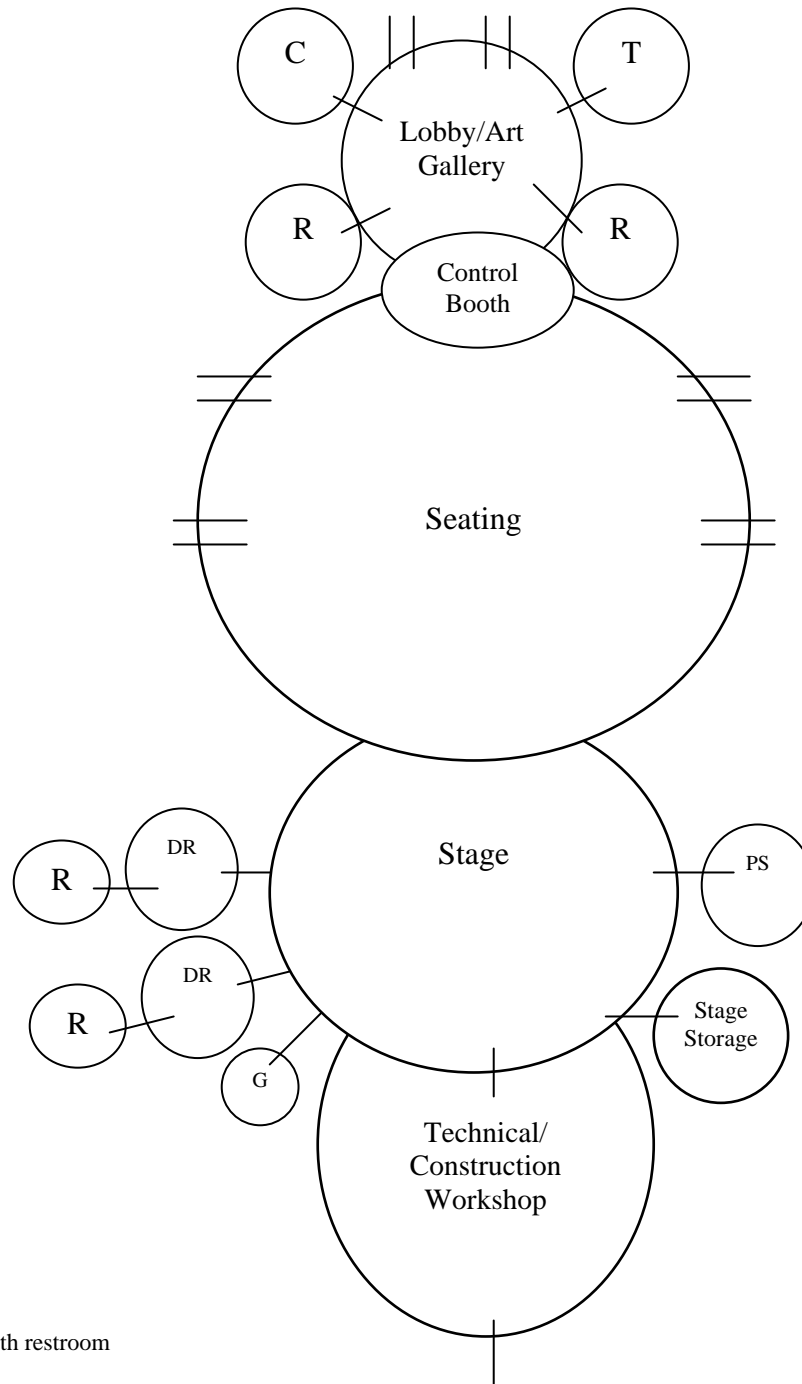 C
T
Lobby/Art
Gallery
R
R
Control
Booth
Seating
Stage
DR
R
PS
DR
R
Stage
Storage
G
Technical/
Construction
Workshop
th restroom